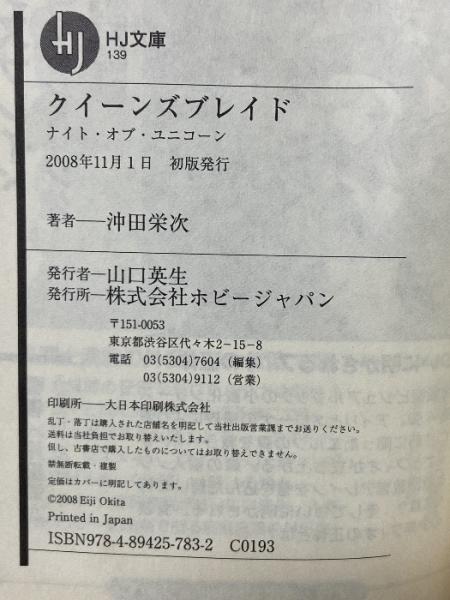 HJ HJ文庫
139
クイーンズブレイド
ナイト・オブ・ユニコーン
2008年11月1日 初版発行
著者──沖田栄次
発行者─山口英生
発行所─株式会社ホビージャパン
〒151-0053
東京都渋谷区代々木2-15-8
電話 03(5304)7604（編集）
03(5304)9112（営業）
印刷所──大日本印刷株式会社
乱丁・落丁は購入された店舗名を明記して当社出版営業課までお送りください。
送料は当社負担でお取り替えいたします。
但し、古書店で購入したものについてはお取り替えできません。
禁無断転載・複製
定価はカバーに明記してあります。
©2008 Eiji Okita
Printed in Japan
ISBN978-4-89425-783-2 C0193